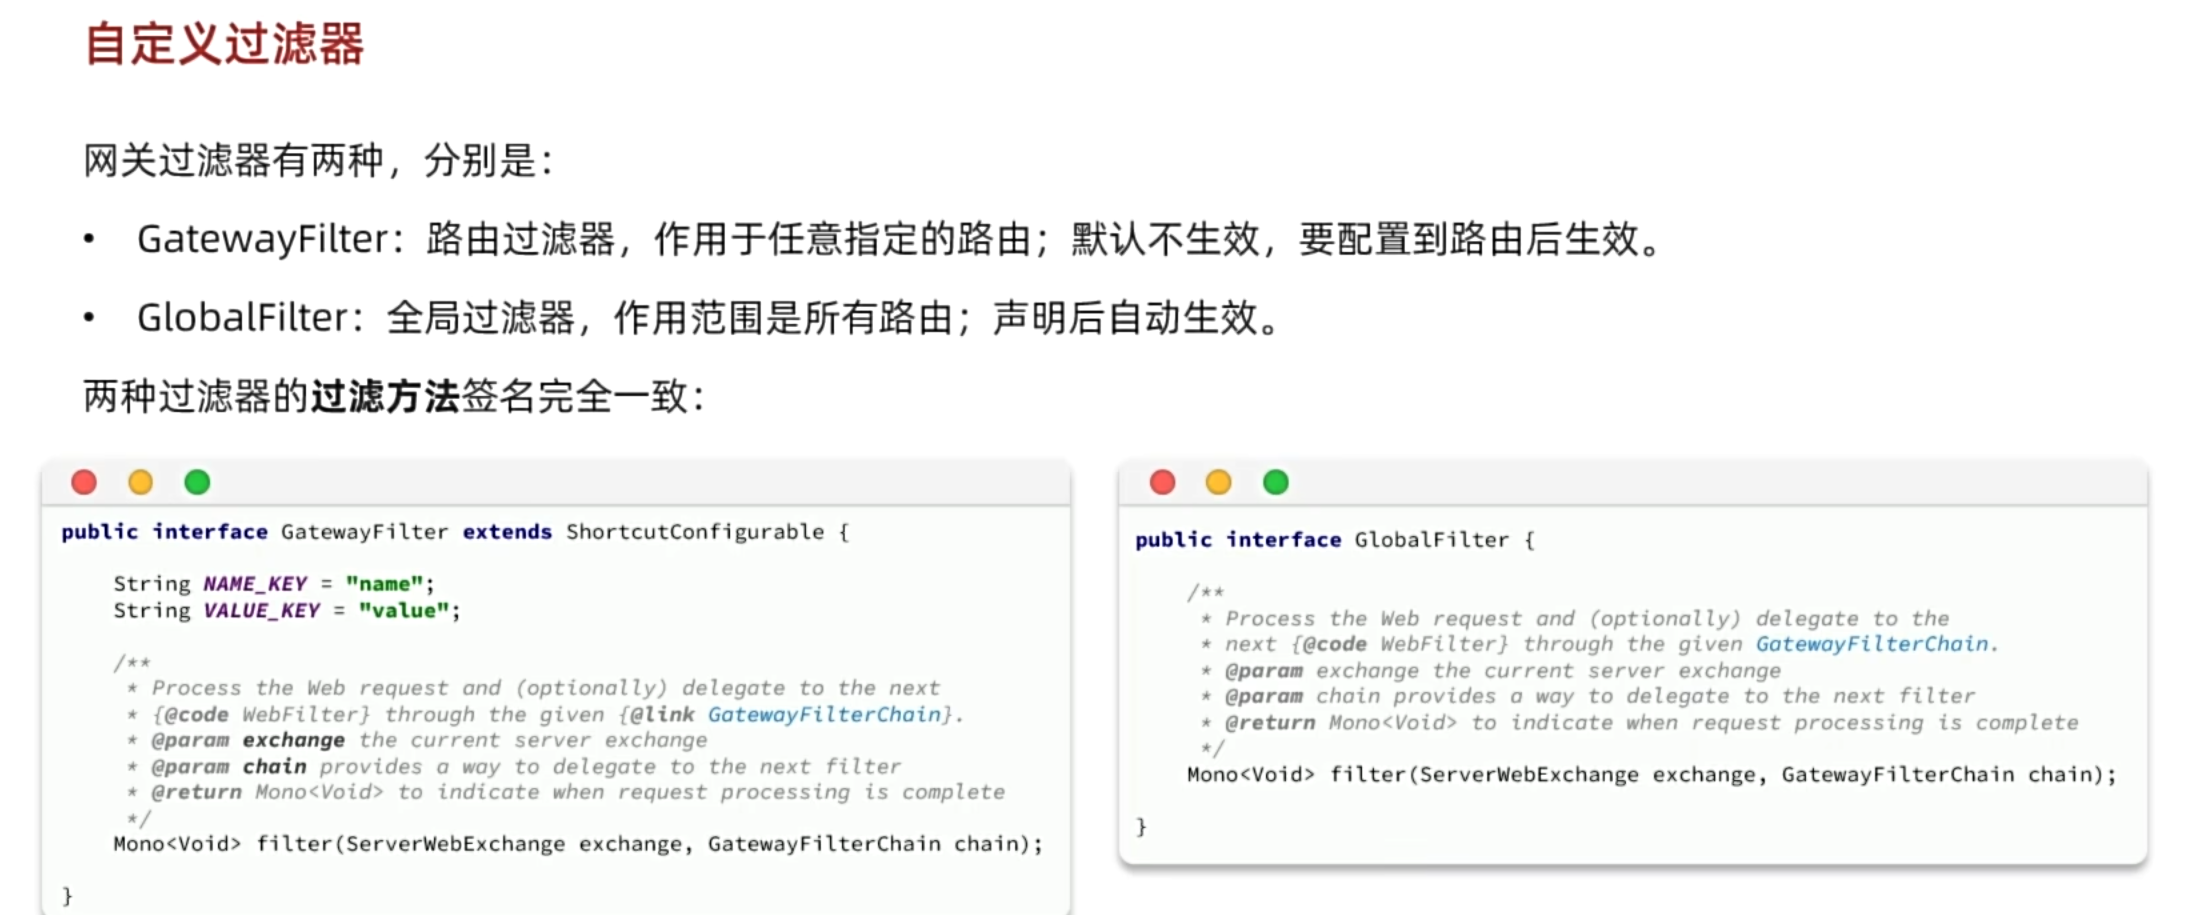 自定义过滤器
网关过滤器有两种，分别是：
• GatewayFilter：路由过滤器，作用于任意指定的路由；默认不生效，要配置到路由后生效。
• GlobalFilter：全局过滤器，作用范围是所有路由；声明后自动生效。
两种过滤器的过滤方法签名完全一致：
public interface GatewayFilter extends ShortcutConfigurable {
String NAME_KEY = "name";
String VALUE_KEY = "value";
/**
* Process the Web request and (optionally) delegate to the next
* {@code WebFilter} through the given {@link GatewayFilterChain}.
* @param exchange the current server exchange
* @param chain provides a way to delegate to the next filter
* @return Mono<Void> to indicate when request processing is complete
*/
Mono<Void> filter(ServerWebExchange exchange, GatewayFilterChain chain);
}
public interface GlobalFilter {
/**
* Process the Web request and (optionally) delegate to the
* next {@code WebFilter} through the given GatewayFilterChain.
* @param exchange the current server exchange
* @param chain provides a way to delegate to the next filter
* @return Mono<Void> to indicate when request processing is complete
*/
Mono<Void> filter(ServerWebExchange exchange, GatewayFilterChain chain);
}